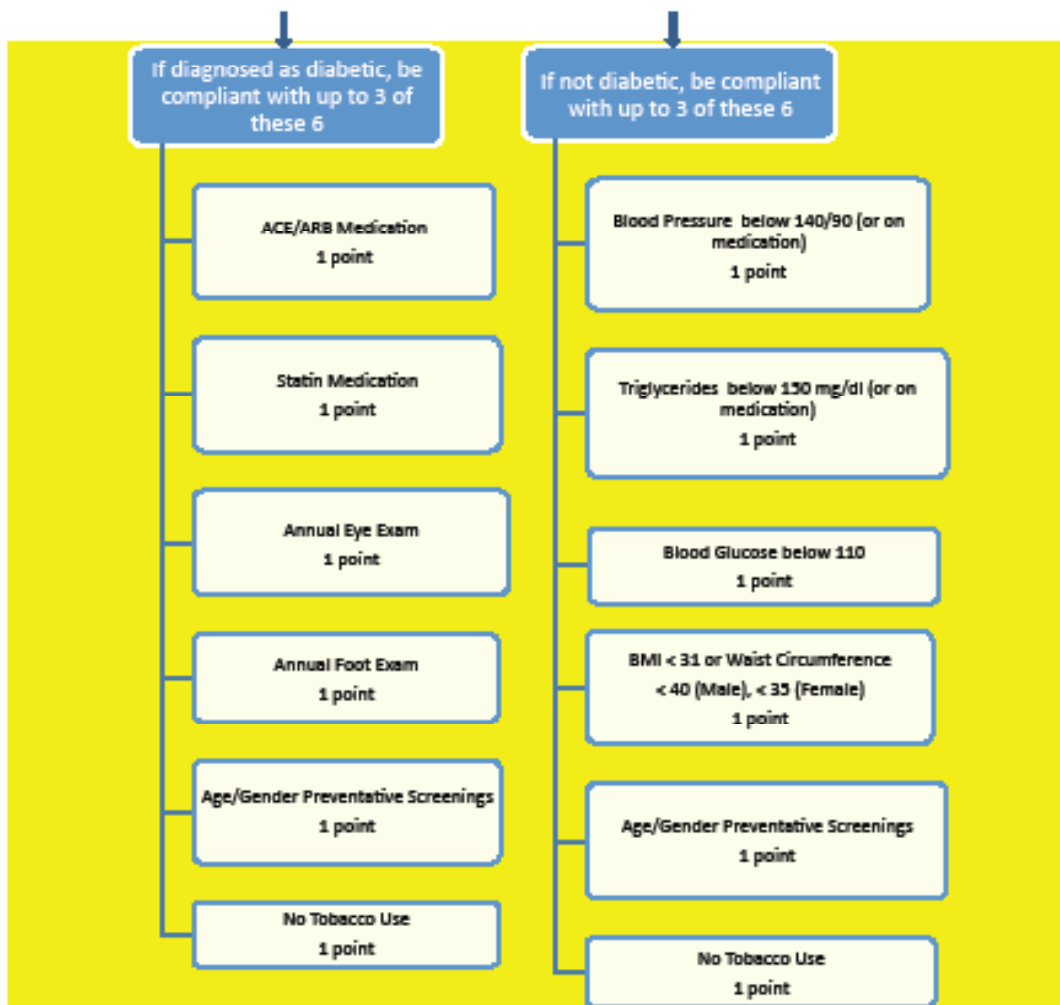 If diagnosed as diabetic, be
compliant with up to 3 of
these 6
ACE/ARB Medication
1 point
Statin Medication
1 point
Annual Eye Exam
1 point
Annual Foot Exam
1 point
Age/Gender Preventative Screenings
1 point
No Tobacco Use
1 point
If not diabetic, be compliant
with up to 3 of these 6
Blood Pressure below 140/90 (or on
medication)
1 point
Triglycerides below 150 mg/dl (or on
medication)
1 point
Blood Glucose below 110
1 point
BMI < 31 or Waist Circumference
< 40 (Male), < 35 (Female)
1 point
Age/Gender Preventative Screenings
1 point
No Tobacco Use
1 point